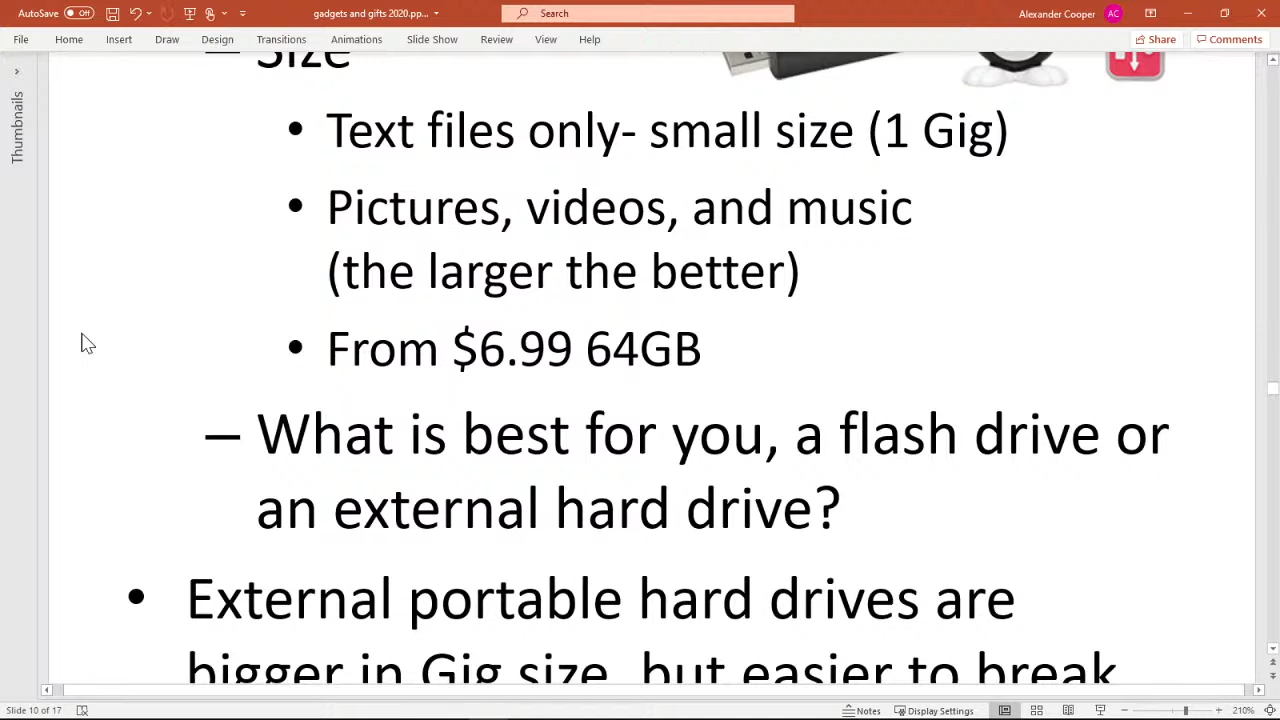 AutoSave Off gadgets and gifts 2020.pp... Search Alexander Cooper AC
File Home Insert Draw Design Transitions Animations Slide Show Review View Help Share Comments
Thumbnails
– Size
• Text files only- small size (1 Gig)
• Pictures, videos, and music
(the larger the better)
• From $6.99 64GB
– What is best for you, a flash drive or
an external hard drive?
• External portable hard drives are
bigger in Gig size, but easier to break
Slide 10 of 17 Notes Display Settings 210%